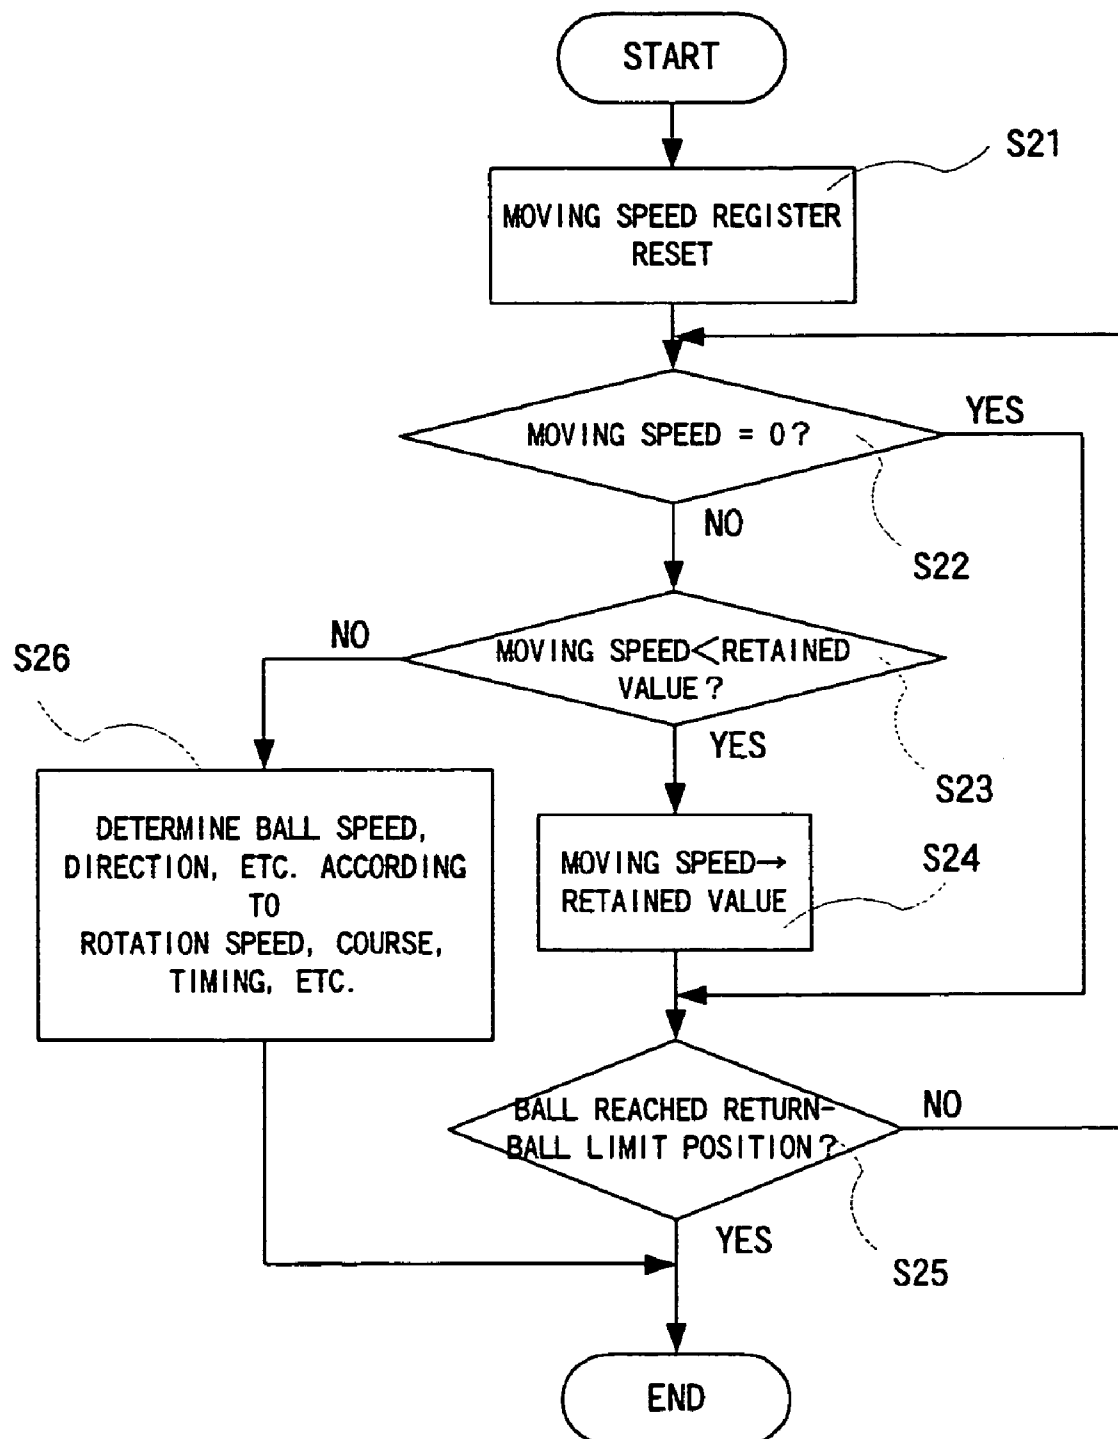 START
S21
MOVING SPEED REGISTER
RESET
MOVING SPEED = 0?
YES
NO
S22
MOVING SPEED<RETAINED
VALUE?
NO
YES
S23
S26
DETERMINE BALL SPEED,
DIRECTION, ETC. ACCORDING
TO
ROTATION SPEED, COURSE,
TIMING, ETC.
MOVING SPEED→
RETAINED VALUE
S24
BALL REACHED RETURN-
BALL LIMIT POSITION?
NO
YES
S25
END